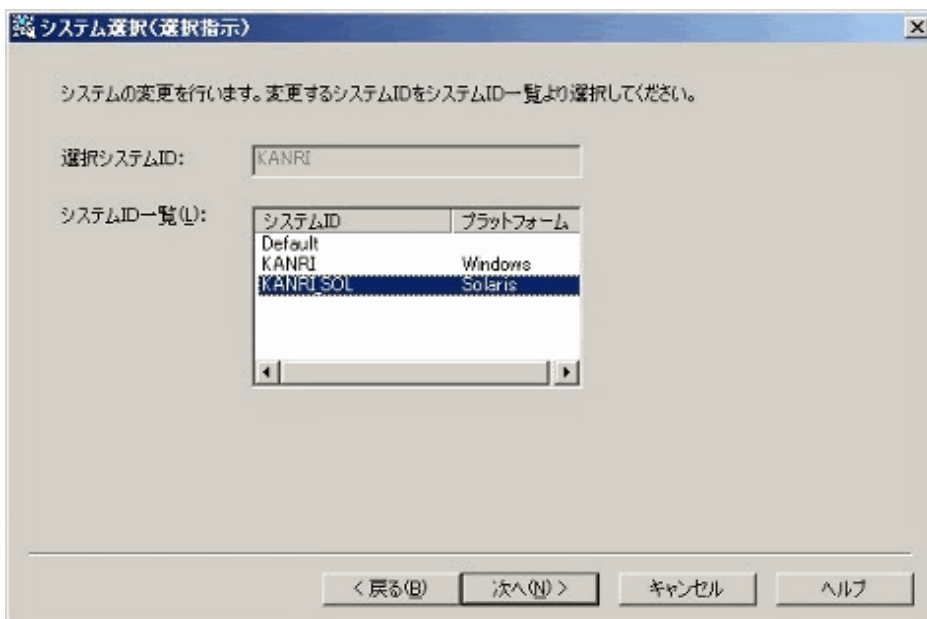 システム選択(選択指示)
システムの変更を行います。変更するシステムIDをシステムID一覧より選択してください。
選択システムID: KANRI
システムID一覧(L):
システムID プラットフォーム
Default
KANRI Windows
KANRI_SOL Solaris
< 戻る(B) 次へ(N) > キャンセル ヘルプ